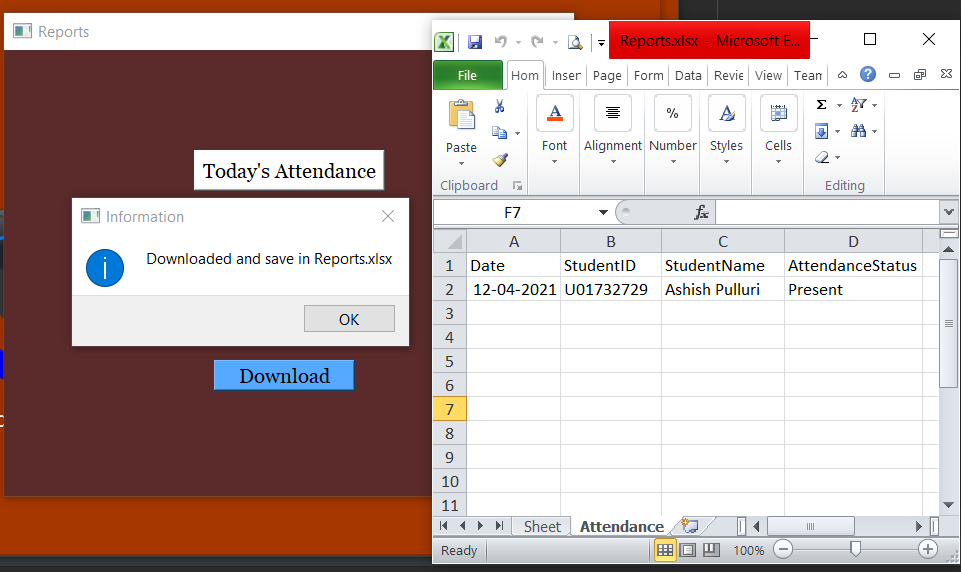 Reports
Today's Attendance
Information
Downloaded and save in Reports.xlsx
OK
Download
Reports.xlsx - Microsoft E...
File Hom Inser Page Form Data Revie View Team
Paste
Clipboard
Font
Alignment
Number
%
Styles
Cells
Σ
Editing
F7
fx
A B C D
1 Date StudentID StudentName AttendanceStatus
2 12-04-2021 U01732729 Ashish Pulluri Present
3
4
5
6
7
8
9
10
11
Sheet Attendance
Ready 100%